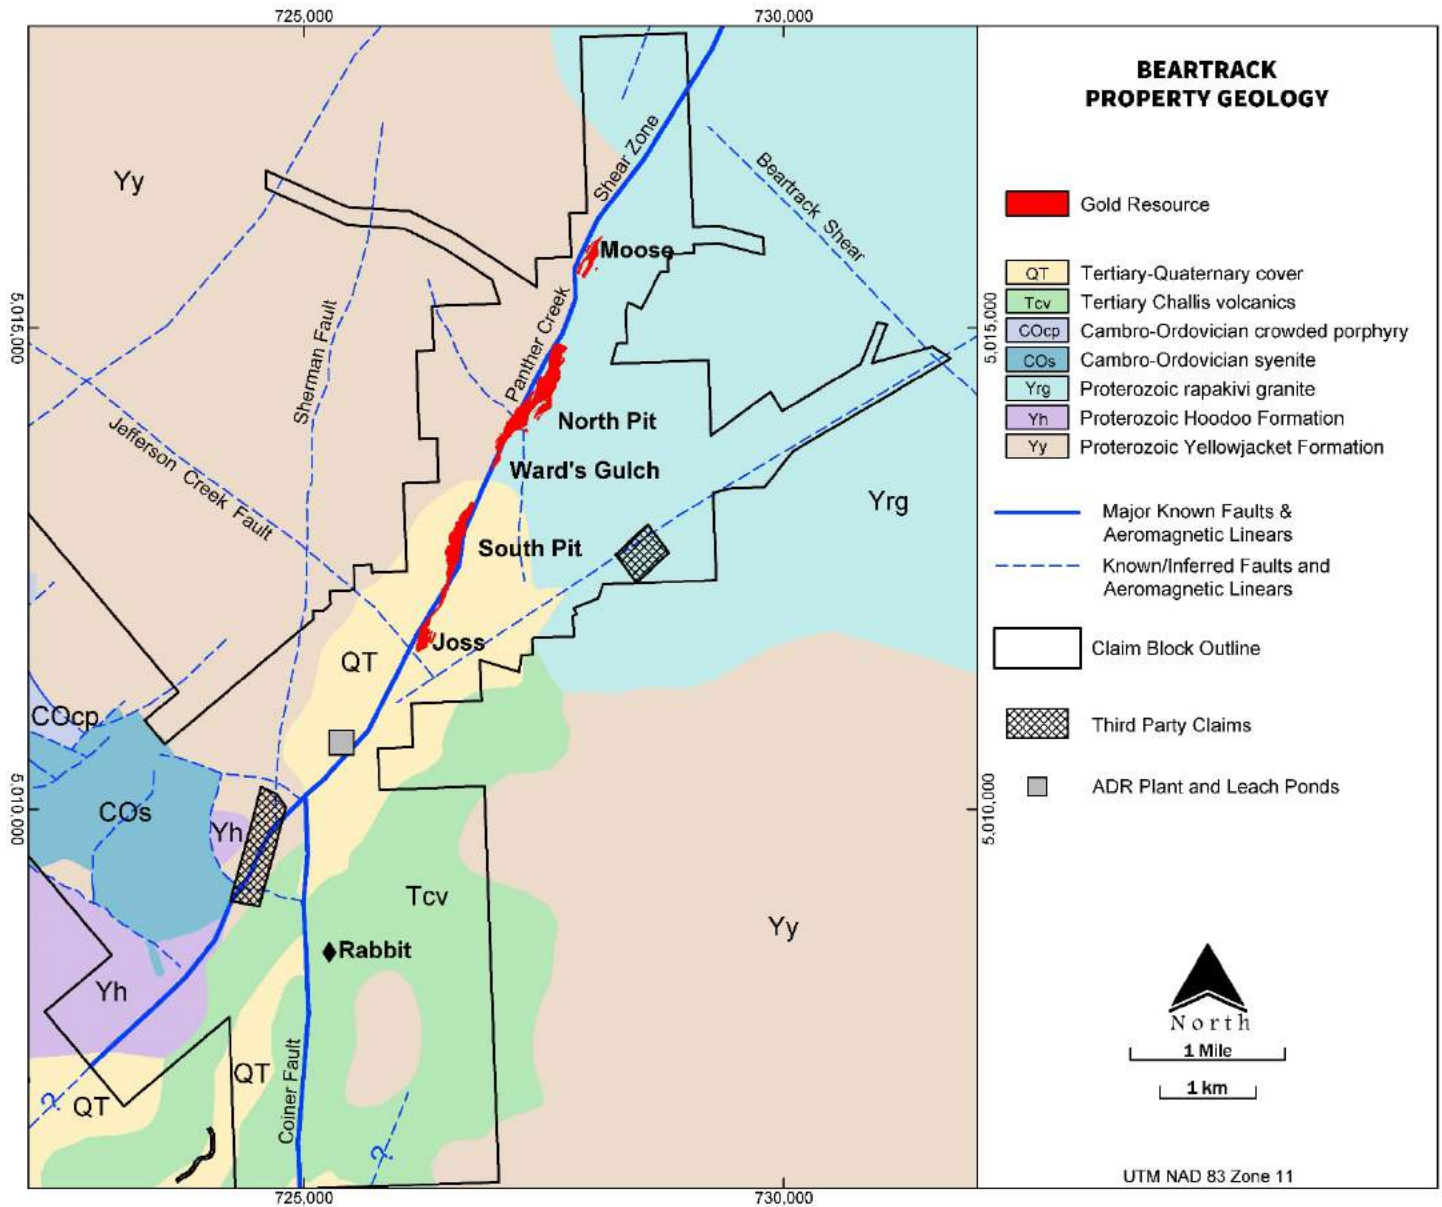 725,000
730,000
BEARTRACK
PROPERTY GEOLOGY
Shear Zone
Beartrack Shear
Yy
Gold Resource
Moose
QT
Tertiary-Quaternary cover
Tcv
Tertiary Challis volcanics
COcp
Cambro-Ordovician crowded porphyry
COs
Cambro-Ordovician syenite
Yrg
Proterozoic rapakivi granite
Yh
Proterozoic Hoodoo Formation
Yy
Proterozoic Yellowjacket Formation
5,015,000
5,015,000
Panther Creek
Sherman Fault
Jefferson Creek Fault
North Pit
Ward's Gulch
Yrg
South Pit
Major Known Faults &
Aeromagnetic Linears
Known/Inferred Faults and
Aeromagnetic Linears
Joss
QT
Claim Block Outline
COcp
Third Party Claims
ADR Plant and Leach Ponds
5,010,000
5,010,000
COs
Yh
Tcv
Yy
Rabbit
Yh
North
1 Mile
1 km
QT
QT
?
Coiner Fault
?
UTM NAD 83 Zone 11
725,000
730,000